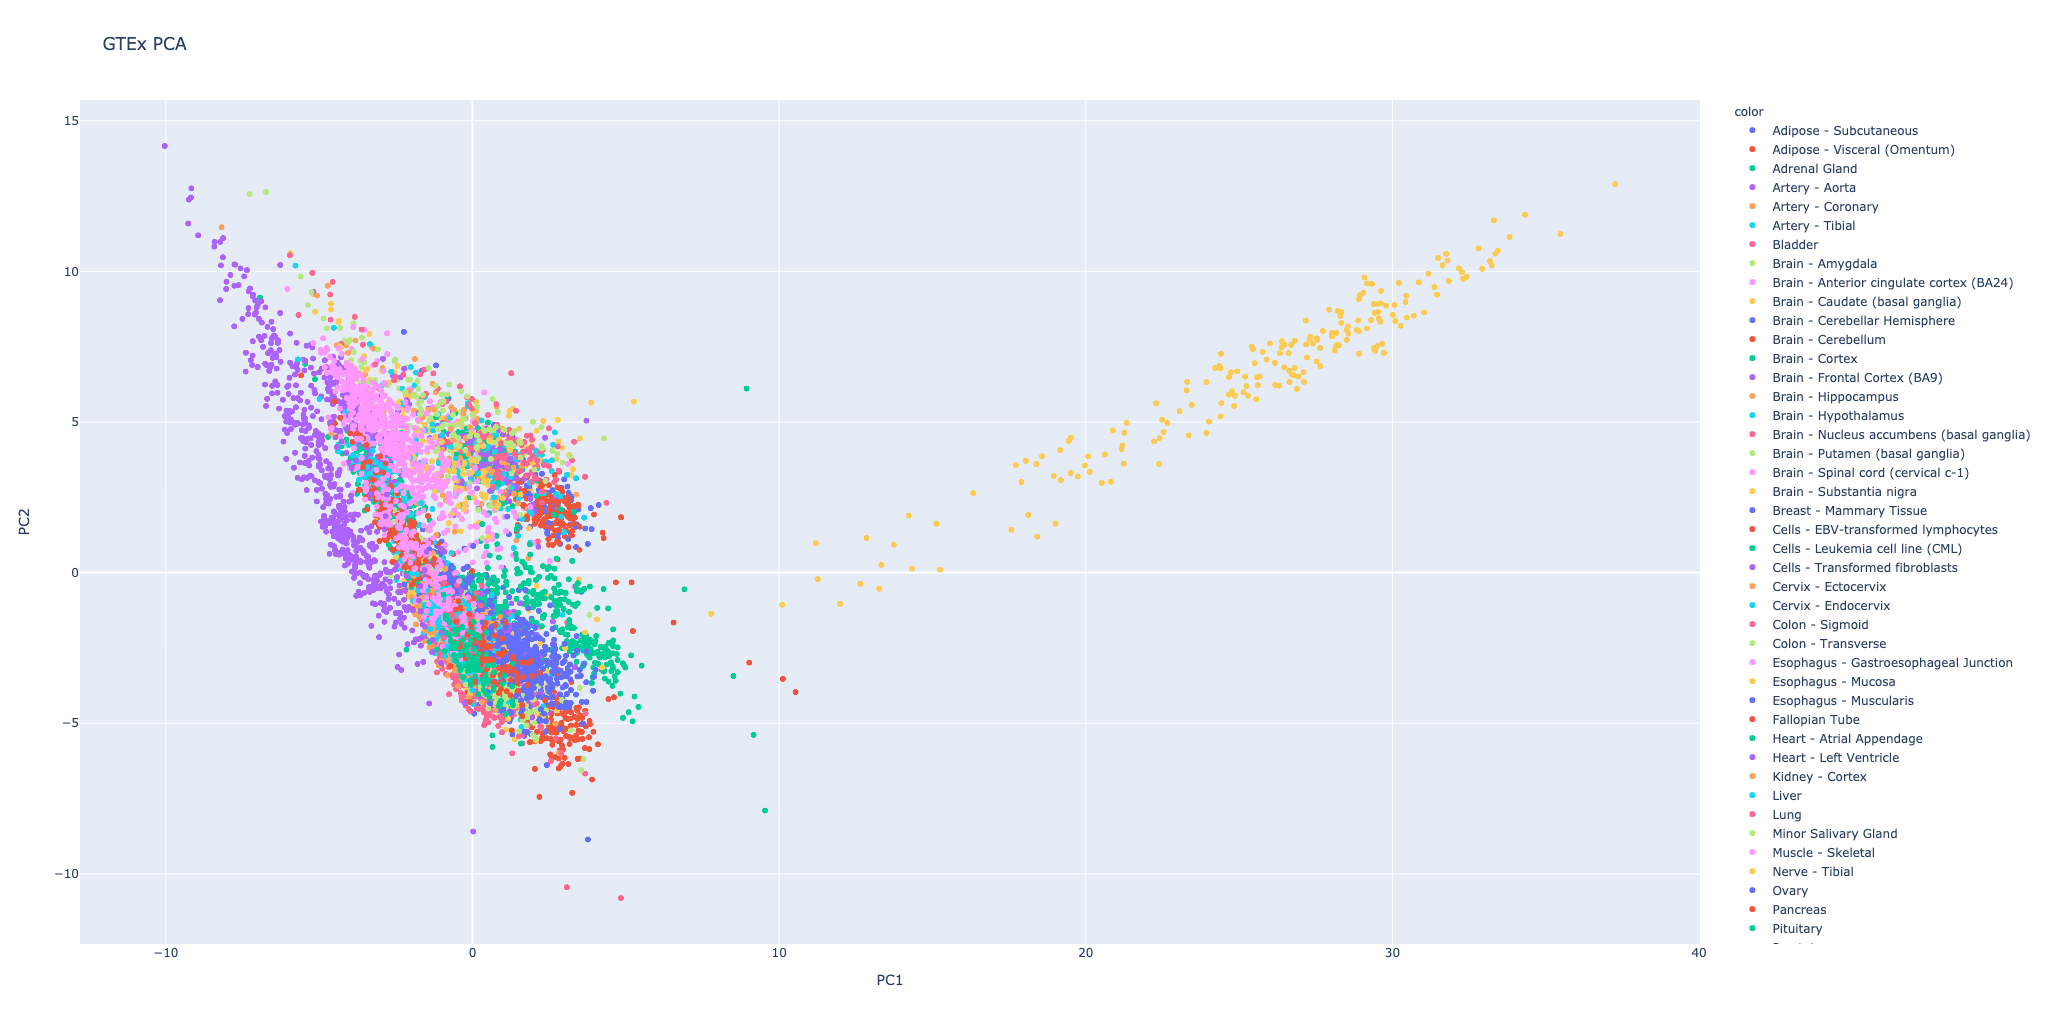 GTEx PCA
15
10
5
0
−5
−10
PC2
−10
0
10
20
30
40
PC1
color
Adipose - Subcutaneous
Adipose - Visceral (Omentum)
Adrenal Gland
Artery - Aorta
Artery - Coronary
Artery - Tibial
Bladder
Brain - Amygdala
Brain - Anterior cingulate cortex (BA24)
Brain - Caudate (basal ganglia)
Brain - Cerebellar Hemisphere
Brain - Cerebellum
Brain - Cortex
Brain - Frontal Cortex (BA9)
Brain - Hippocampus
Brain - Hypothalamus
Brain - Nucleus accumbens (basal ganglia)
Brain - Putamen (basal ganglia)
Brain - Spinal cord (cervical c-1)
Brain - Substantia nigra
Breast - Mammary Tissue
Cells - EBV-transformed lymphocytes
Cells - Leukemia cell line (CML)
Cells - Transformed fibroblasts
Cervix - Ectocervix
Cervix - Endocervix
Colon - Sigmoid
Colon - Transverse
Esophagus - Gastroesophageal Junction
Esophagus - Mucosa
Esophagus - Muscularis
Fallopian Tube
Heart - Atrial Appendage
Heart - Left Ventricle
Kidney - Cortex
Liver
Lung
Minor Salivary Gland
Muscle - Skeletal
Nerve - Tibial
Ovary
Pancreas
Pituitary